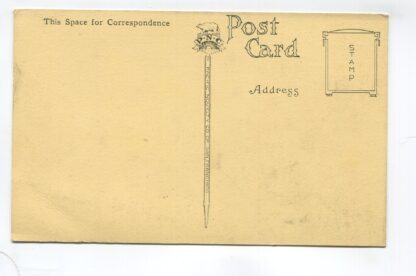 This Space for Correspondence
Post
Card
STAMP
Address